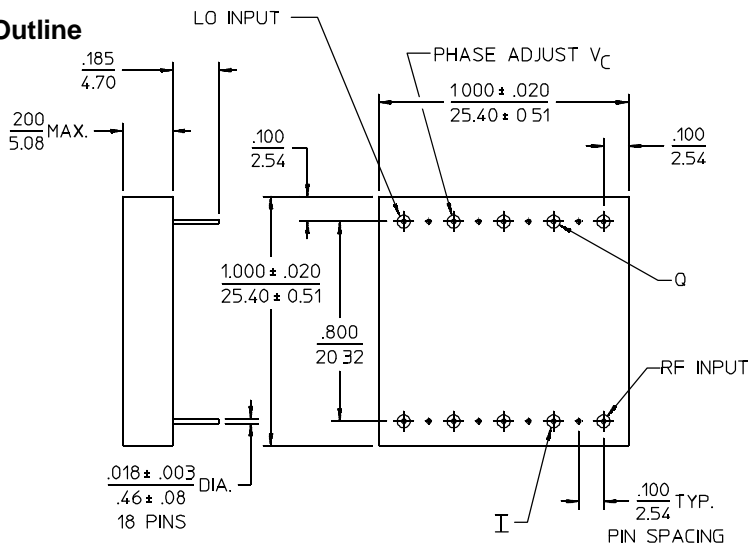 Outline
LO INPUT
PHASE ADJUST VC
.185
4.70
1000 ± .020
25.40 ± 0 51
200
5.08
MAX.
.100
2.54
.100
2.54
Q
1.000 ± .020
25.40 ± 0.51
.800
20 32
RF INPUT
.018 ± .003
.46 ± .08
DIA.
18 PINS
I
.100
2.54
TYP.
PIN SPACING